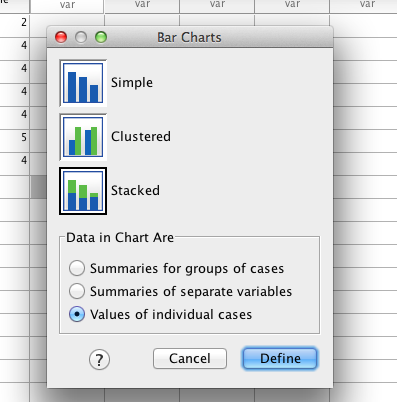 var var var var var
Bar Charts
2
4
Simple
4
4
4
Clustered
5
4
Stacked
Data in Chart Are
Summaries for groups of cases
Summaries of separate variables
Values of individual cases
? Cancel Define